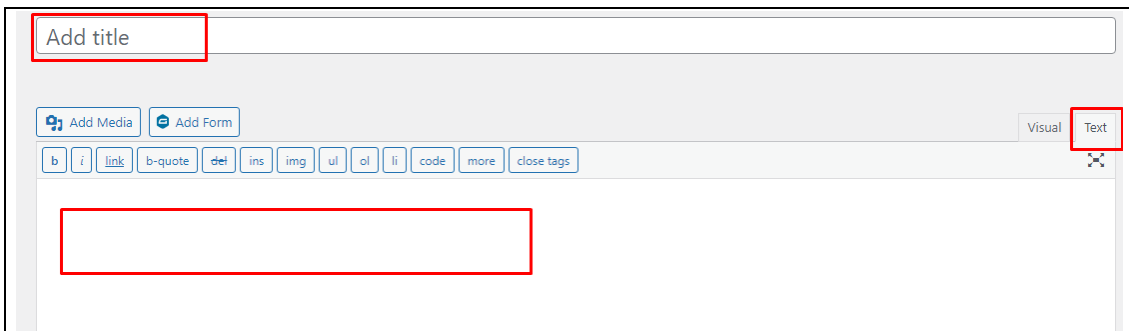 Add title
Add Media Add Form Visual Text
b i link b-quote del ins img ul ol li code more close tags